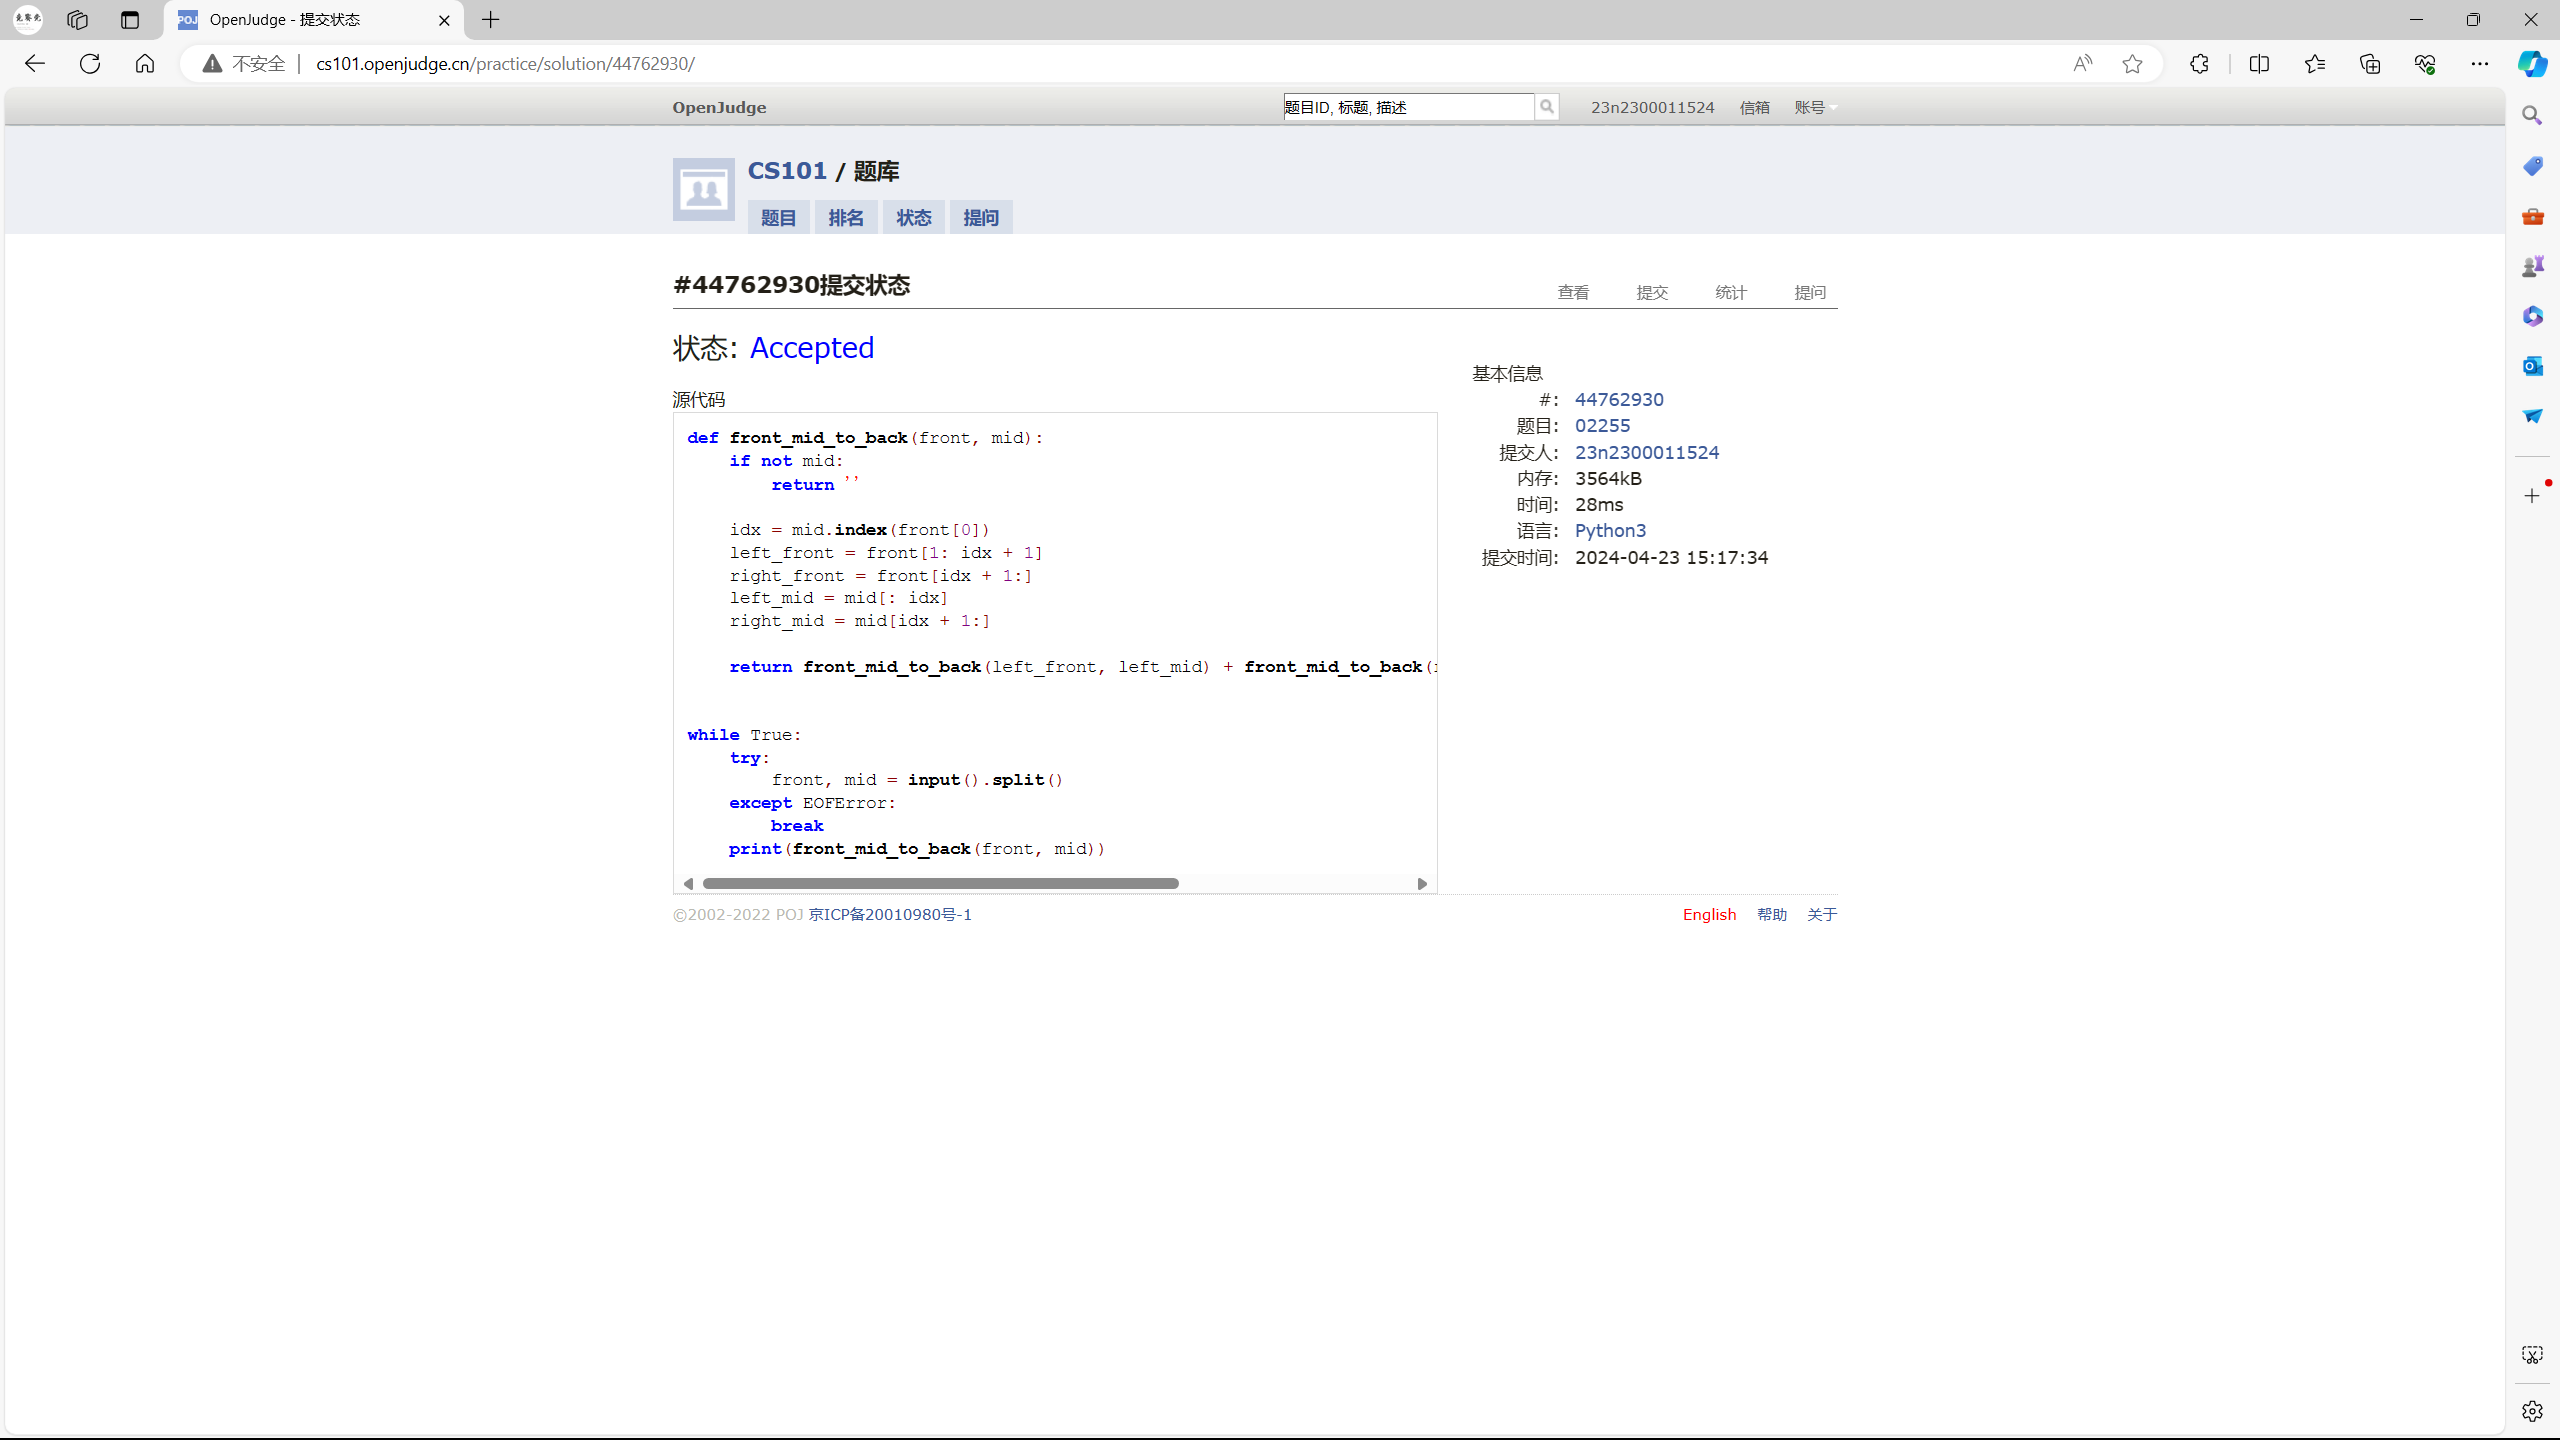 OpenJudge - 提交状态
不安全
cs101.openjudge.cn/practice/solution/44762930/
OpenJudge
题目ID, 标题, 描述
23n2300011524
信箱
账号
CS101 / 题库
题目 排名 状态 提问
#44762930提交状态
查看 提交 统计 提问
状态: Accepted
源代码
def front_mid_to_back(front, mid):
    if not mid:
        return ''
    idx = mid.index(front[0])
    left_front = front[1: idx + 1]
    right_front = front[idx + 1:]
    left_mid = mid[: idx]
    right_mid = mid[idx + 1:]
    return front_mid_to_back(left_front, left_mid) + front_mid_to_back(
while True:
    try:
        front, mid = input().split()
    except EOFError:
        break
    print(front_mid_to_back(front, mid))
基本信息
#: 44762930
题目: 02255
提交人: 23n2300011524
内存: 3564kB
时间: 28ms
语言: Python3
提交时间: 2024-04-23 15:17:34
©2002-2022 POJ 京ICP备20010980号-1
English 帮助 关于